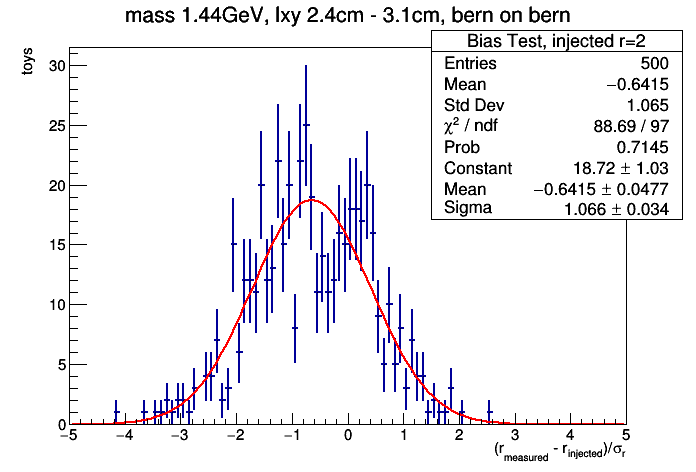 mass 1.44GeV, lxy 2.4cm - 3.1cm, bern on bern
toys
Bias Test, injected r=2
Entries 500
Mean −0.6415
Std Dev 1.065
χ² / ndf 88.69 / 97
Prob 0.7145
Constant 18.72 ± 1.03
Mean −0.6415 ± 0.0477
Sigma 1.066 ± 0.034
30
25
20
15
10
5
0
−5 −4 −3 −2 −1 0 1 2 3 4 5
(r_measured - r_injected)/σ_r